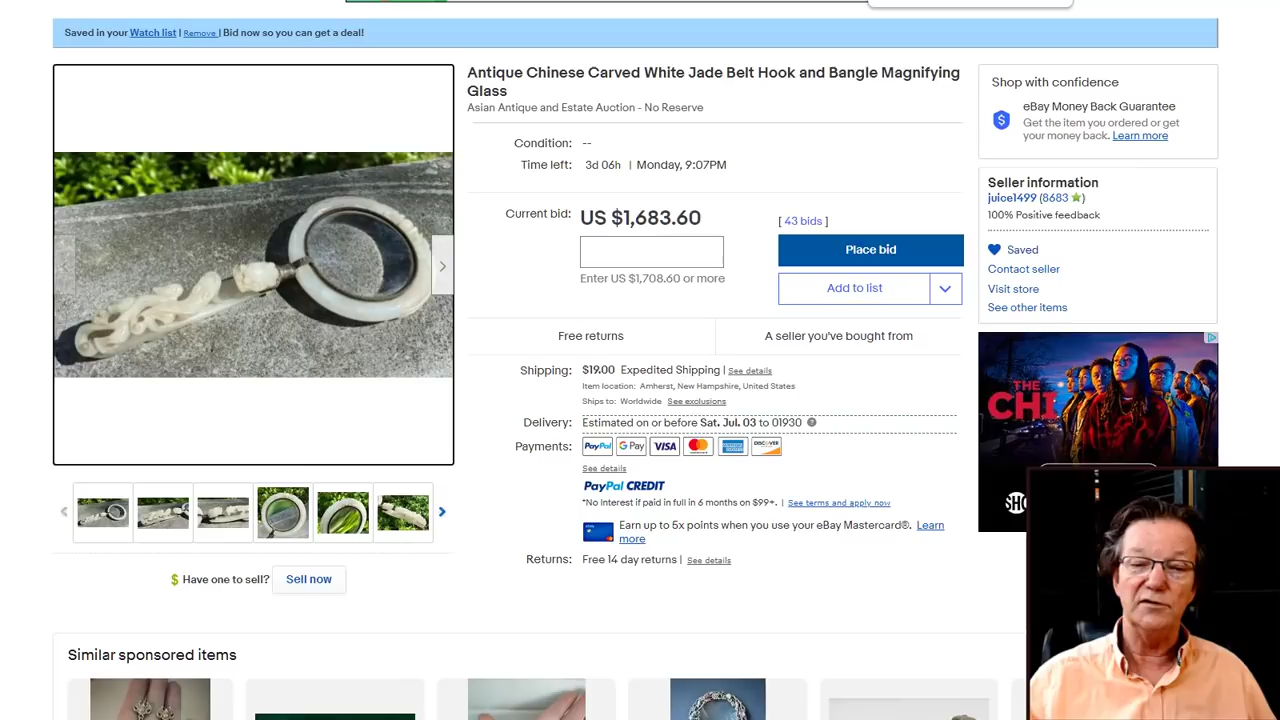 Saved in your Watch list | Remove | Bid now so you can get a deal!
Antique Chinese Carved White Jade Belt Hook and Bangle Magnifying
Glass
Asian Antique and Estate Auction - No Reserve
Condition: --
Time left: 3d 06h | Monday, 9:07PM
Current bid: US $1,683.60
[ 43 bids ]
Place bid
Enter US $1,708.60 or more
Add to list
Free returns
A seller you've bought from
Shipping: $19.00 Expedited Shipping | See details
Item location: Amherst, New Hampshire, United States
Ships to: Worldwide See exclusions
Delivery: Estimated on or before Sat. Jul. 03 to 01930
Payments: PayPal G Pay VISA MasterCard AMERICAN EXPRESS DISCOVER
See details
PayPal CREDIT
*No Interest if paid in full in 6 months on $99+. | See terms and apply now
Earn up to 5x points when you use your eBay Mastercard®. Learn
more
Returns: Free 14 day returns | See details
Shop with confidence
eBay Money Back Guarantee
Get the item you ordered or get
your money back. Learn more
Seller information
juice1499 (8683)
100% Positive feedback
Saved
Contact seller
Visit store
See other items
THE
CHI
SHO
$ Have one to sell? Sell now
Similar sponsored items